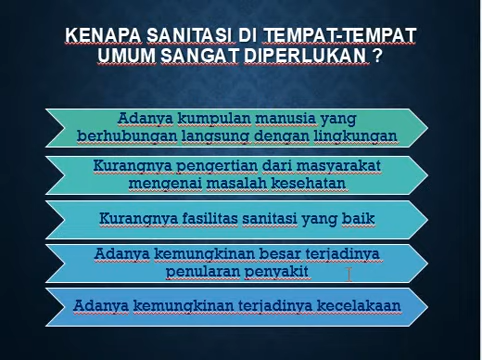 KENAPA SANITASI DI TEMPAT-TEMPAT
UMUM SANGAT DIPERLUKAN ?
Adanya kumpulan manusia yang
berhubungan langsung dengan lingkungan
Kurangnya pengertian dari masyarakat
mengenai masalah kesehatan
Kurangnya fasilitas sanitasi yang baik
Adanya kemungkinan besar terjadinya
penularan penyakit
Adanya kemungkinan terjadinya kecelakaan